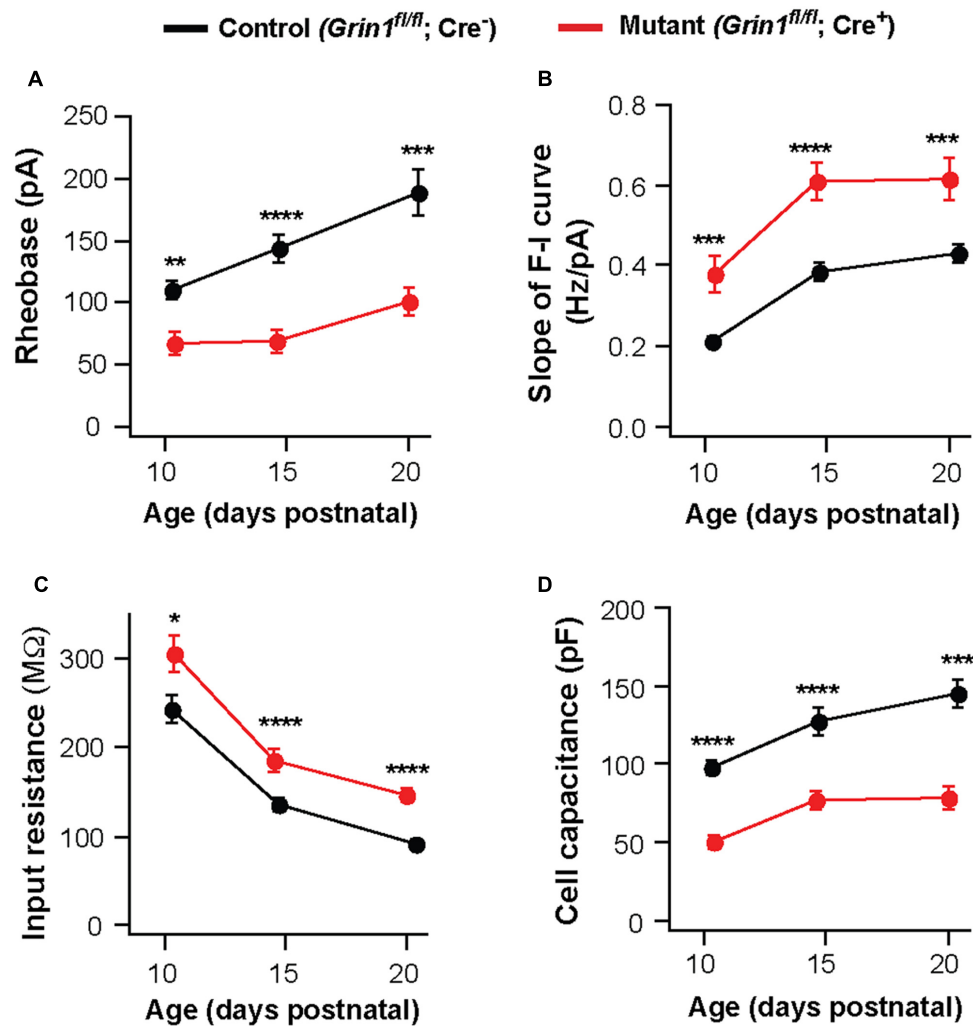 Control (Grin1fl/fl; Cre-)
Mutant (Grin1fl/fl; Cre+)
A
Rheobase (pA)
250
200
150
100
50
0
**
****
***
10 15 20
Age (days postnatal)
B
Slope of F-I curve
(Hz/pA)
0.8
0.6
0.4
0.2
0.0
***
****
***
10 15 20
Age (days postnatal)
C
Input resistance (MΩ)
300
200
100
0
*
****
****
10 15 20
Age (days postnatal)
D
Cell capacitance (pF)
200
150
100
50
0
****
****
***
10 15 20
Age (days postnatal)